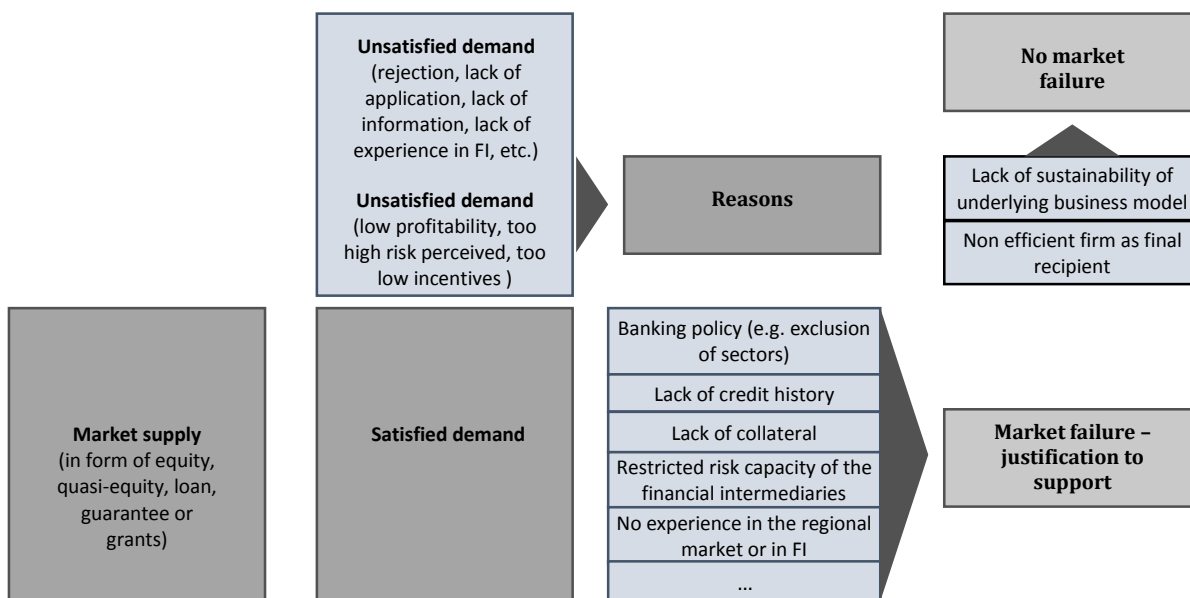 Unsatisfied demand
(rejection, lack of
application, lack of
information, lack of
experience in FI, etc.)
Unsatisfied demand
(low profitability, too
high risk perceived, too
low incentives )
Reasons
No market
failure
Lack of sustainability of
underlying business model
Non efficient firm as final
recipient
Market supply
(in form of equity,
quasi-equity, loan,
guarantee or
grants)
Satisfied demand
Banking policy (e.g. exclusion
of sectors)
Lack of credit history
Lack of collateral
Restricted risk capacity of the
financial intermediaries
No experience in the regional
market or in FI
...
Market failure –
justification to
support